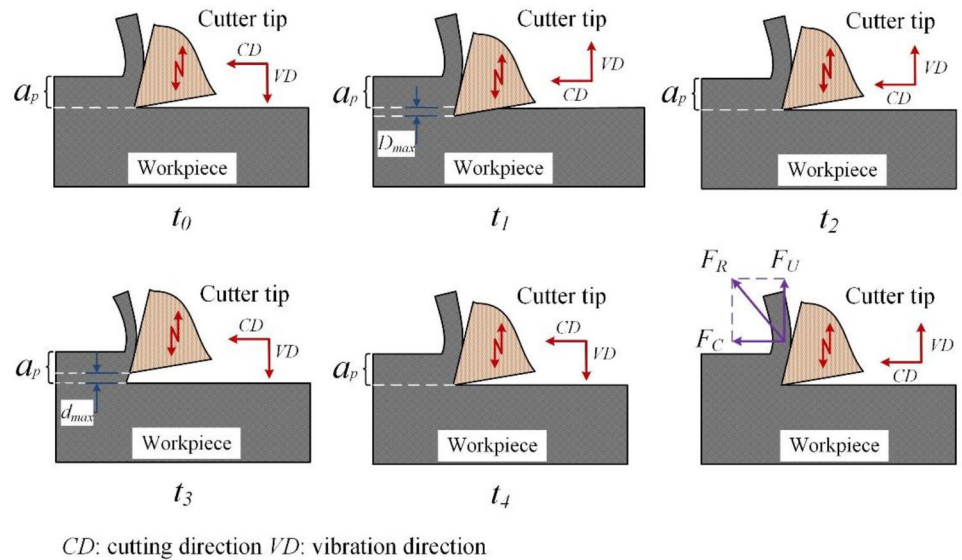 Cutter tip
CD
VD
a_p
Workpiece
t_0
Cutter tip
VD
CD
a_p
D_max
Workpiece
t_1
Cutter tip
VD
CD
a_p
Workpiece
t_2
Cutter tip
CD
VD
a_p
d_max
Workpiece
t_3
Cutter tip
CD
VD
a_p
Workpiece
t_4
F_R
F_U
Cutter tip
F_C
VD
CD
Workpiece
CD: cutting direction VD: vibration direction